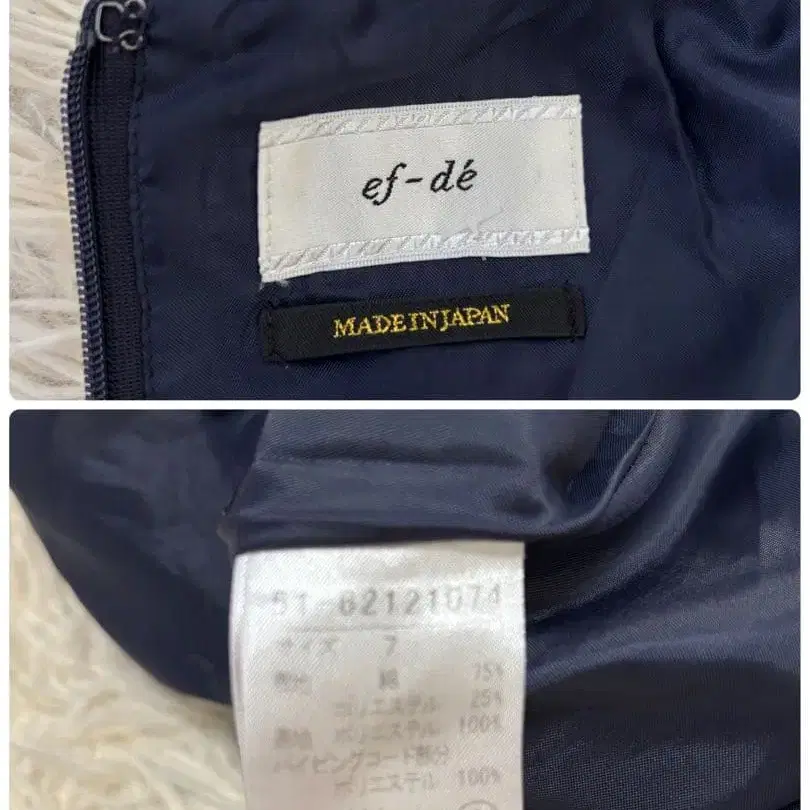 ef-dé
MADE IN JAPAN
51 02121074
サイズ 7
表地 綿 75%
ポリエステル 25%
裏地 ポリエステル 100%
パイピングコード部分
ポリエステル 100%